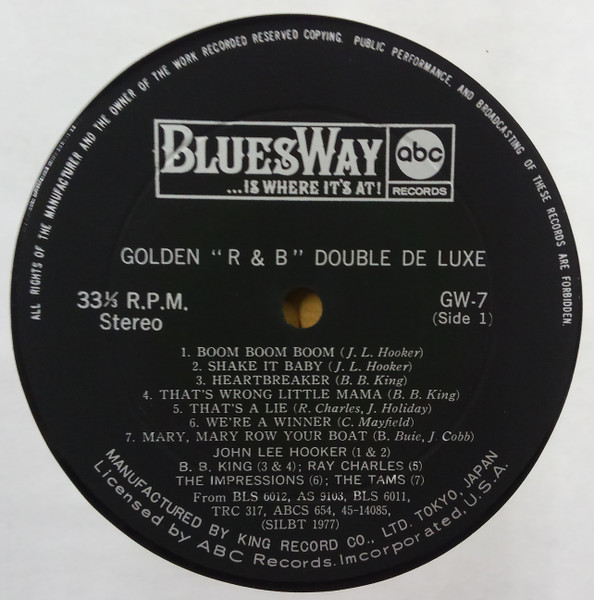 ALL RIGHTS OF THE MANUFACTURER AND THE OWNER OF THE WORK RECORDED RESERVED COPYING, PUBLIC PERFORMANCE, AND BROADCASTING OF THESE RECORDS ARE FORBIDDEN.
BLUESWAY
...IS WHERE IT'S AT!
abc
RECORDS
GOLDEN "R & B" DOUBLE DE LUXE
33⅓ R.P.M.
Stereo
GW-7
(Side 1)
1. BOOM BOOM BOOM (J. L. Hooker)
2. SHAKE IT BABY (J. L. Hooker)
3. HEARTBREAKER (B. B. King)
4. THAT'S WRONG LITTLE MAMA (B. B. King)
5. THAT'S A LIE (R. Charles, J. Holiday)
6. WE'RE A WINNER (C. Mayfield)
7. MARY, MARY ROW YOUR BOAT (B. Buie, J. Cobb)
JOHN LEE HOOKER (1 & 2)
B. B. KING (3 & 4); RAY CHARLES (5)
THE IMPRESSIONS (6); THE TAMS (7)
From BLS 6012, AS 9103, BLS 6011,
TRC 317, ABCS 654, 45-14085,
(SILBT 1977)
MANUFACTURED BY KING RECORD CO., LTD. TOKYO, JAPAN
Licensed by ABC Records. Incorporated, U.S.A.